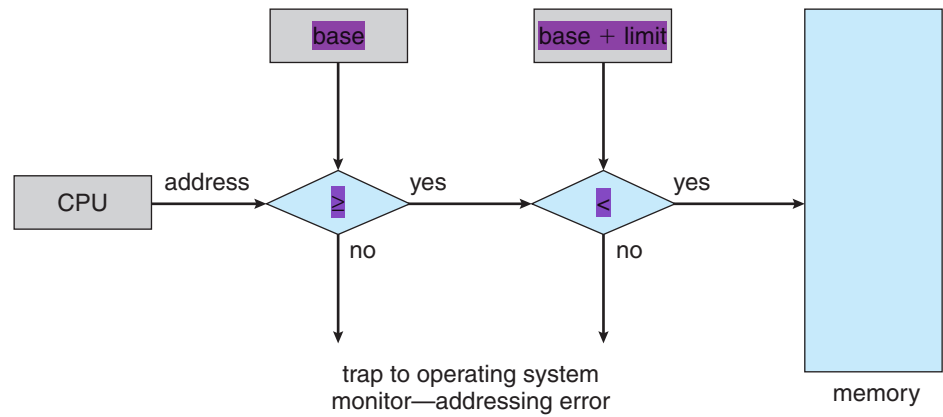 base
base + limit
address
yes
yes
CPU
≥
<
no
no
trap to operating system
monitor—addressing error
memory